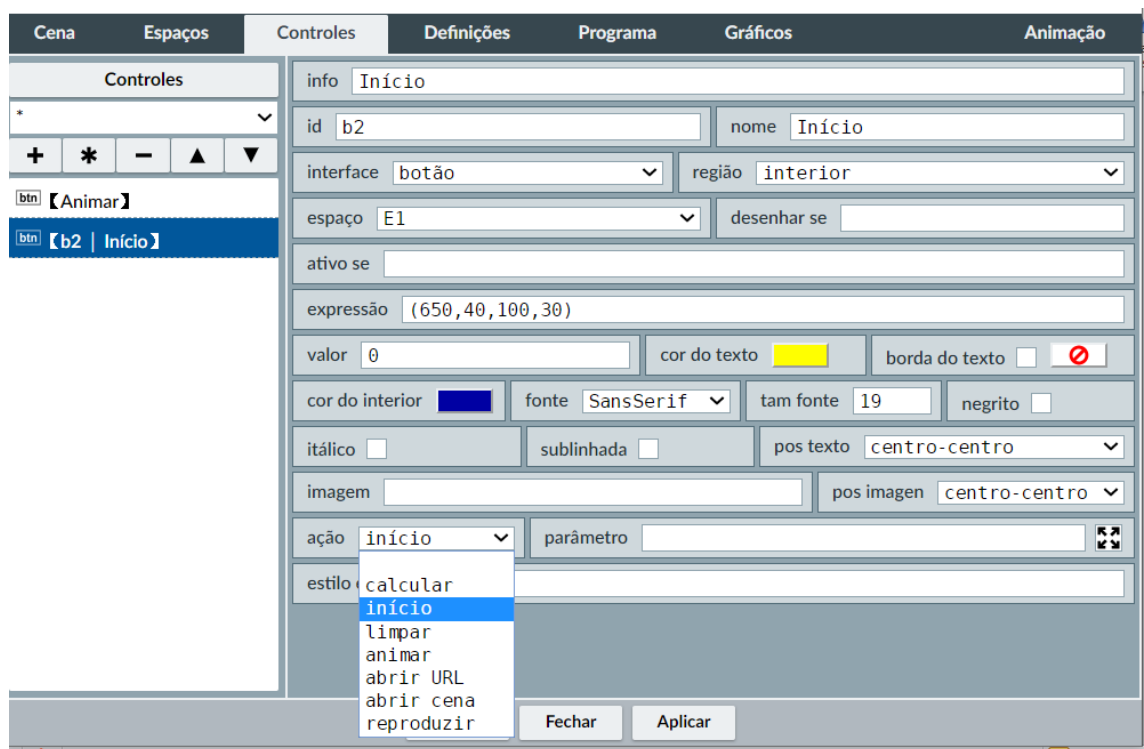 Cena Espaços Controles Definições Programa Gráficos Animação
Controles
*
+ * − ▲ ▼
btn 【Animar】
btn 【b2 | Início】
info Início
id b2 nome Início
interface botão região interior
espaço E1 desenhar se
ativo se
expressão (650,40,100,30)
valor 0 cor do texto borda do texto
cor do interior fonte SansSerif tam fonte 19 negrito
itálico sublinhada pos texto centro-centro
imagem pos imagen centro-centro
ação início parâmetro
estilo
calcular
início
limpar
animar
abrir URL
abrir cena
reproduzir
Fechar Aplicar